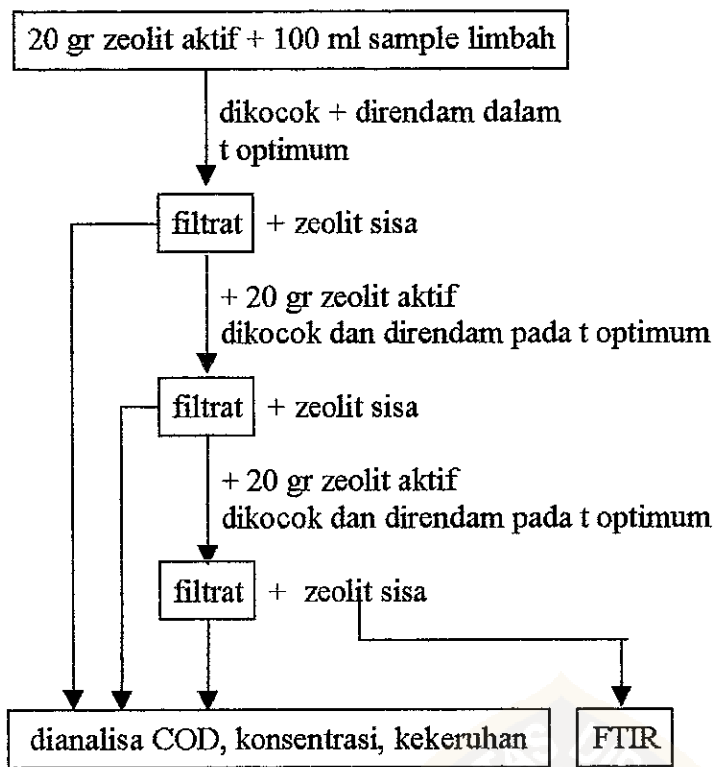 20 gr zeolit aktif + 100 ml sample limbah
dikocok + direndam dalam
t optimum
filtrat + zeolit sisa
+ 20 gr zeolit aktif
dikocok dan direndam pada t optimum
filtrat + zeolit sisa
+ 20 gr zeolit aktif
dikocok dan direndam pada t optimum
filtrat + zeolit sisa
dianalisa COD, konsentrasi, kekeruhan
FTIR